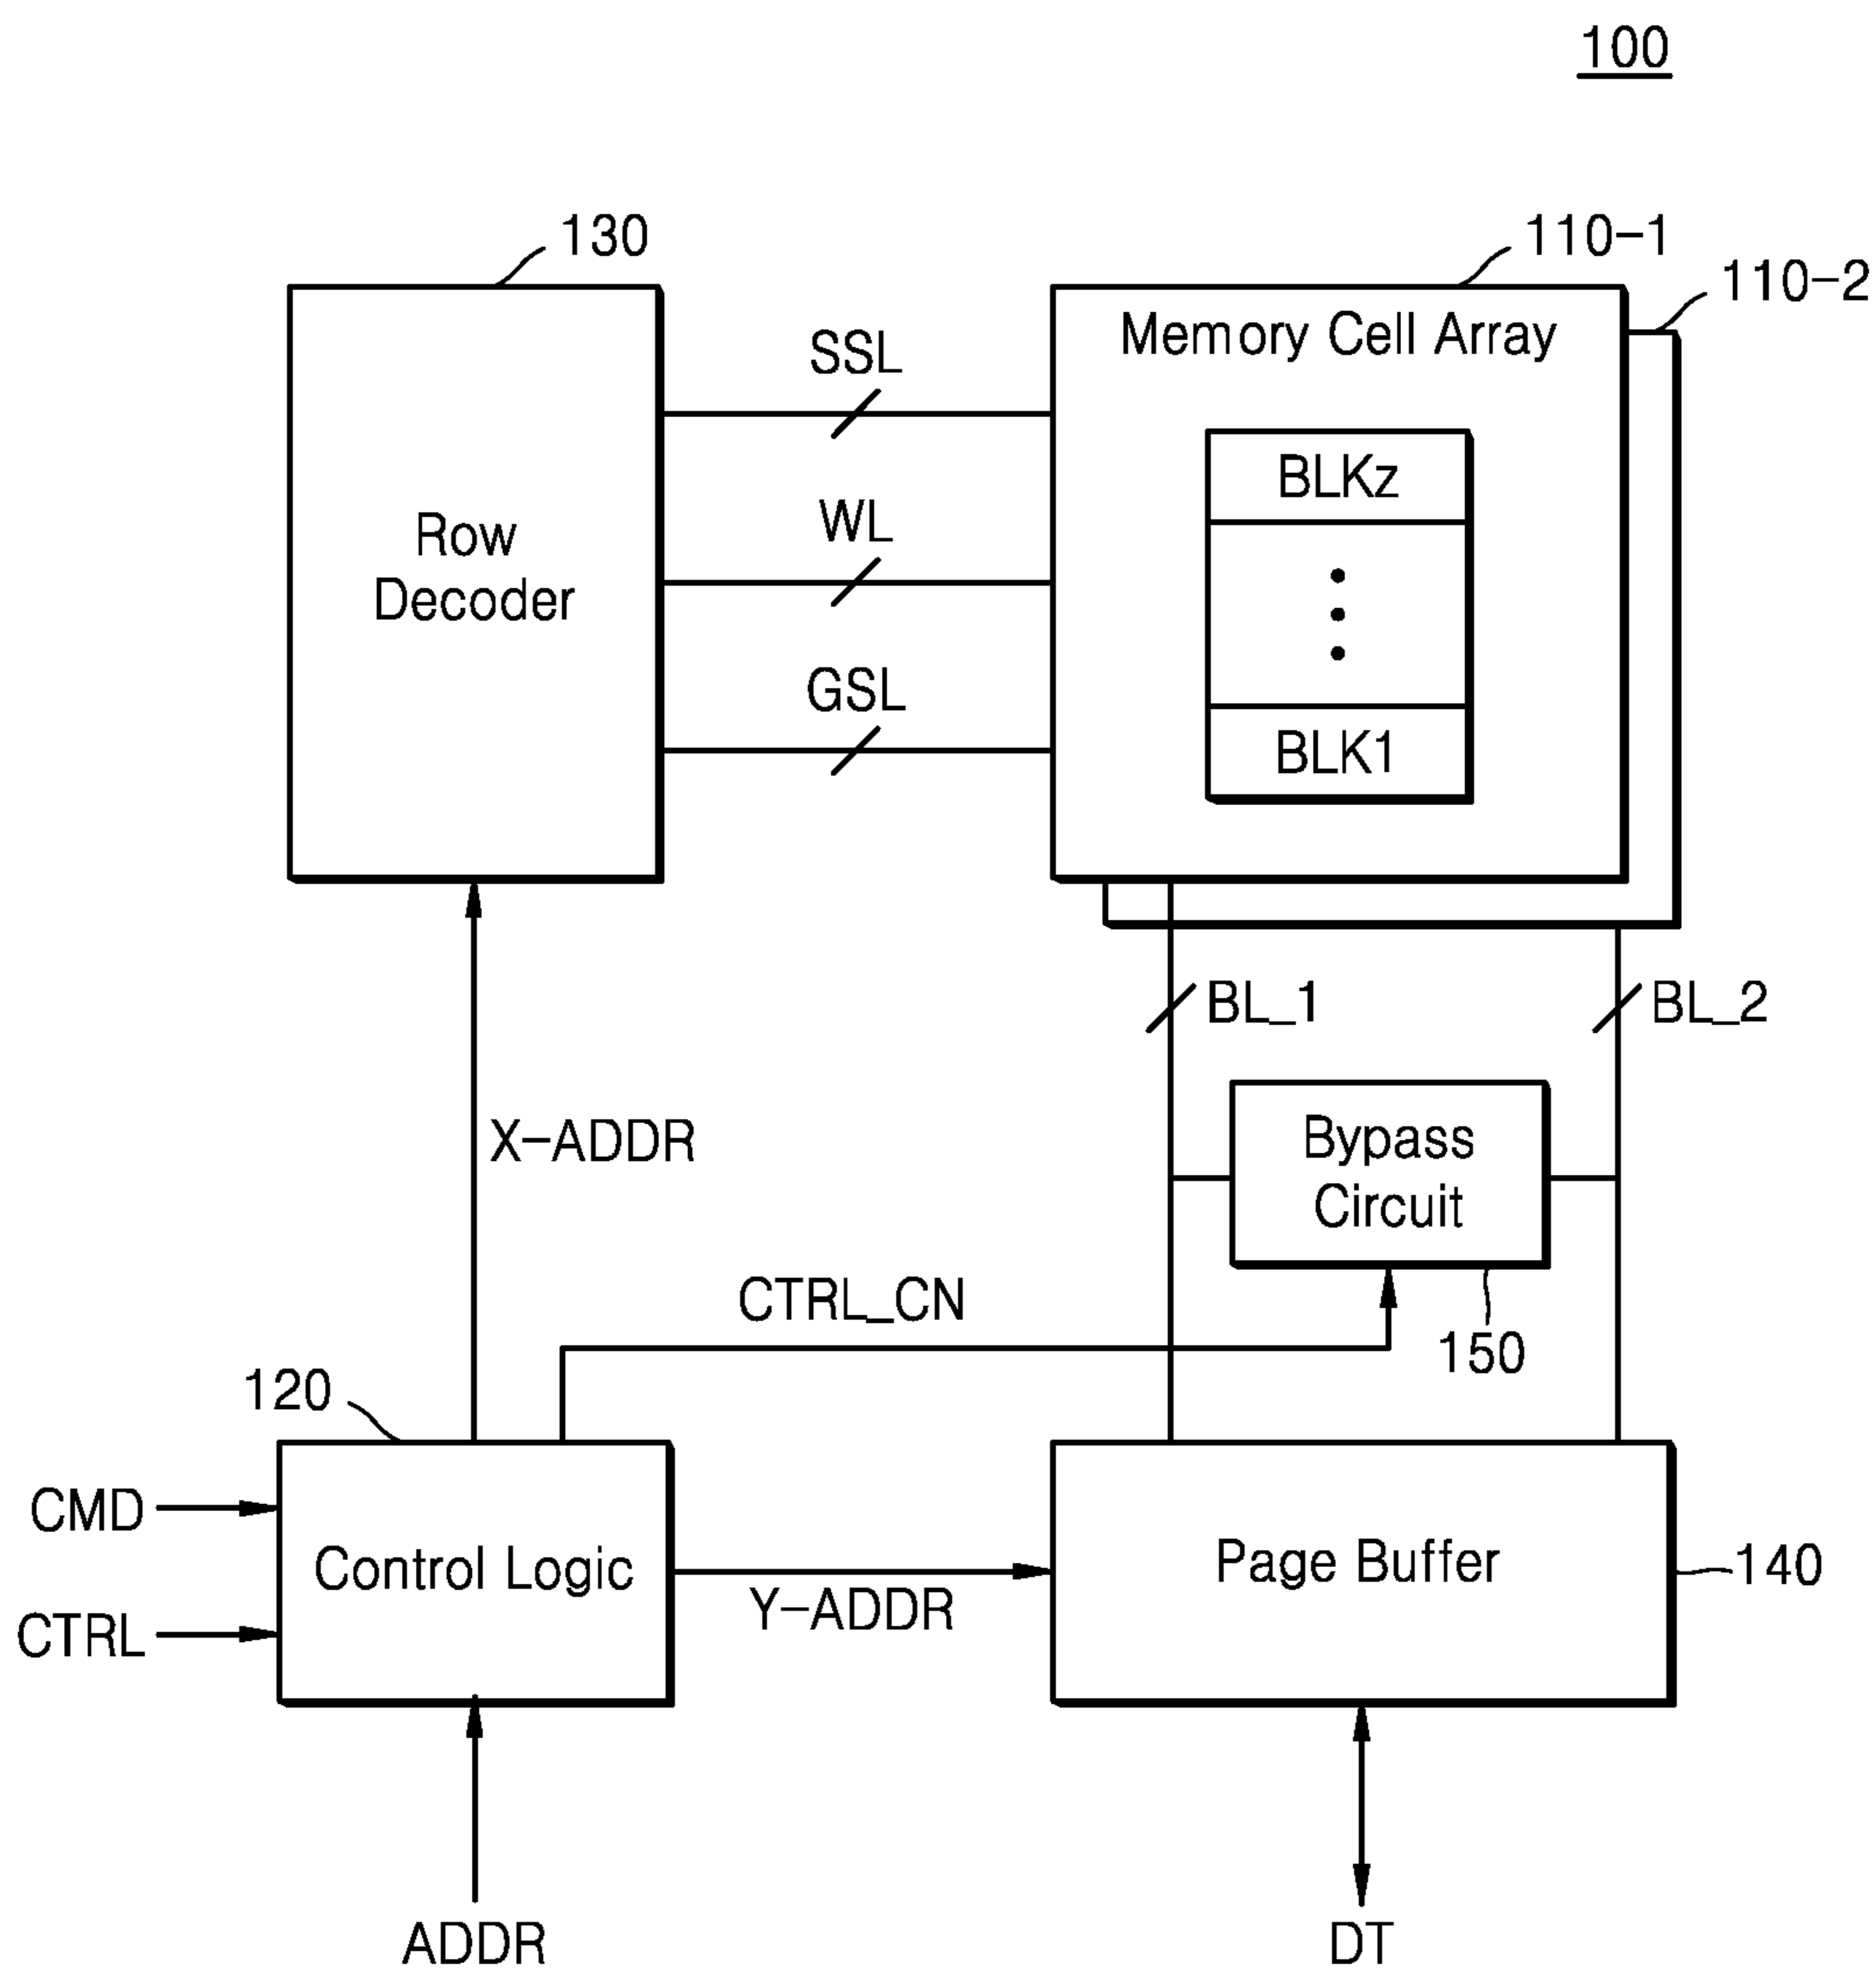 100
130
110-1
110-2
Memory Cell Array
SSL
BLKz
WL
Row
Decoder
GSL
BLK1
BL_1
BL_2
X-ADDR
Bypass
Circuit
CTRL_CN
150
120
CMD
Control Logic
Page Buffer
140
Y-ADDR
CTRL
ADDR
DT